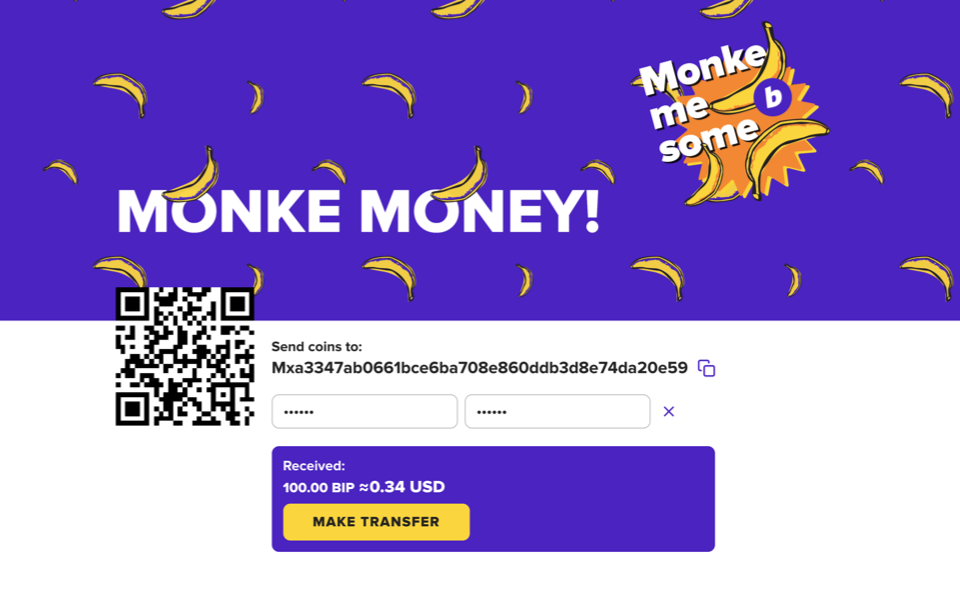 Monke
me
some
b
MONKE MONEY!
Send coins to:
Mxa3347ab0661bce6ba708e860ddb3d8e74da20e59
••••••
••••••
Received:
100.00 BIP ≈0.34 USD
MAKE TRANSFER